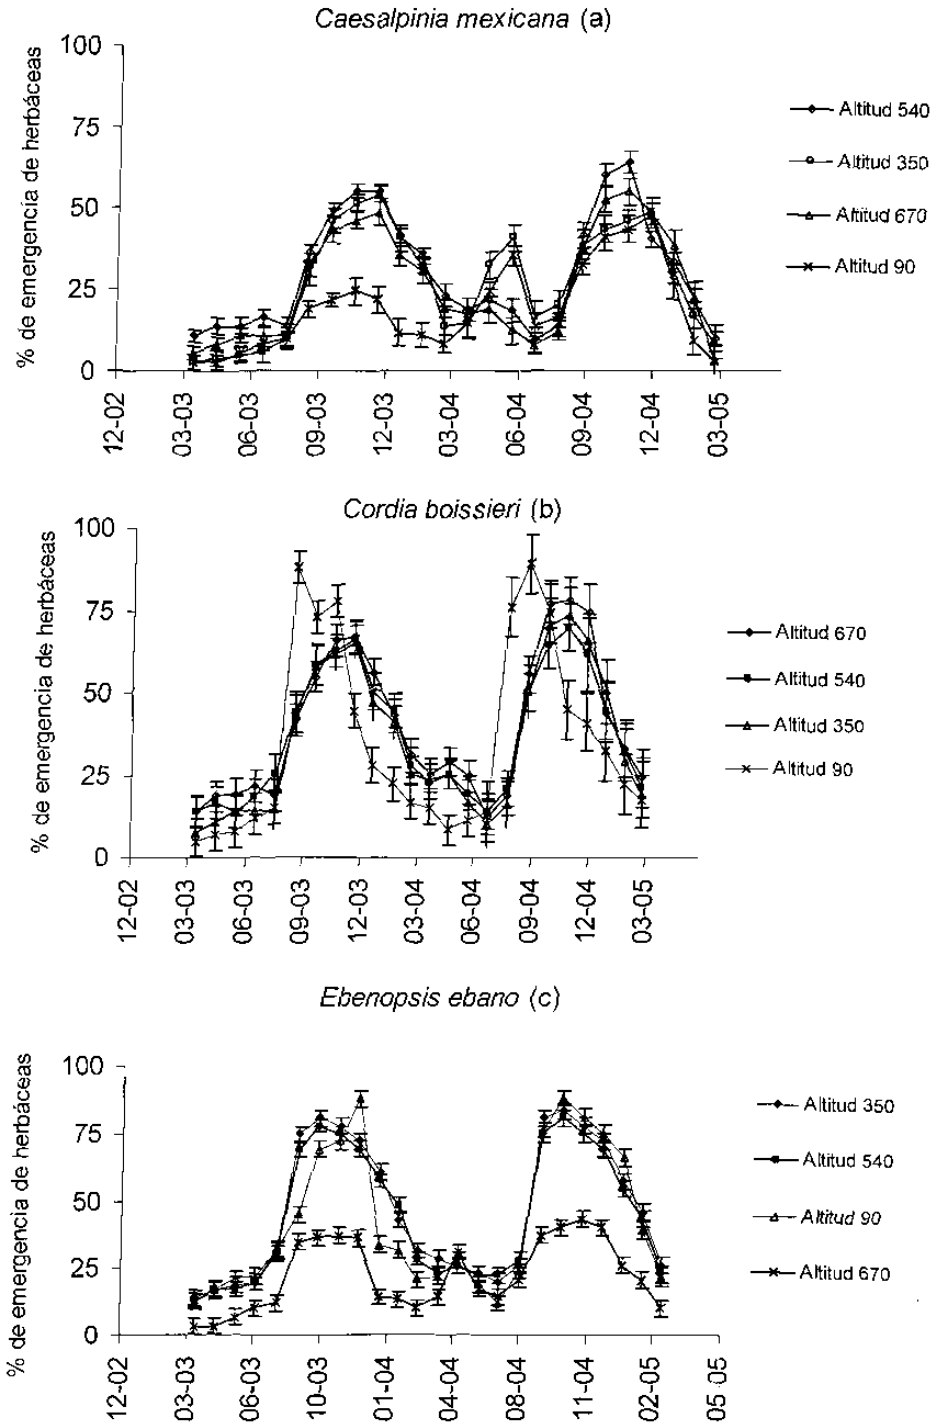 Caesalpinia mexicana (a)
% de emergencia de herbáceas
100
75
50
25
0
12-02
03-03
06-03
09-03
12-03
03-04
06-04
09-04
12-04
03-05
Altitud 540
Altitud 350
Altitud 670
Altitud 90
Cordia boissieri (b)
% de emergencia de herbáceas
100
75
50
25
0
12-02
03-03
06-03
09-03
12-03
03-04
06-04
09-04
12-04
03-05
Altitud 670
Altitud 540
Altitud 350
Altitud 90
Ebenopsis ebano (c)
% de emergencia de herbáceas
100
75
50
25
0
12-02
03-03
06-03
10-03
01-04
04-04
08-04
11-04
02-05
05-05
Altitud 350
Altitud 540
Altitud 90
Altitud 670